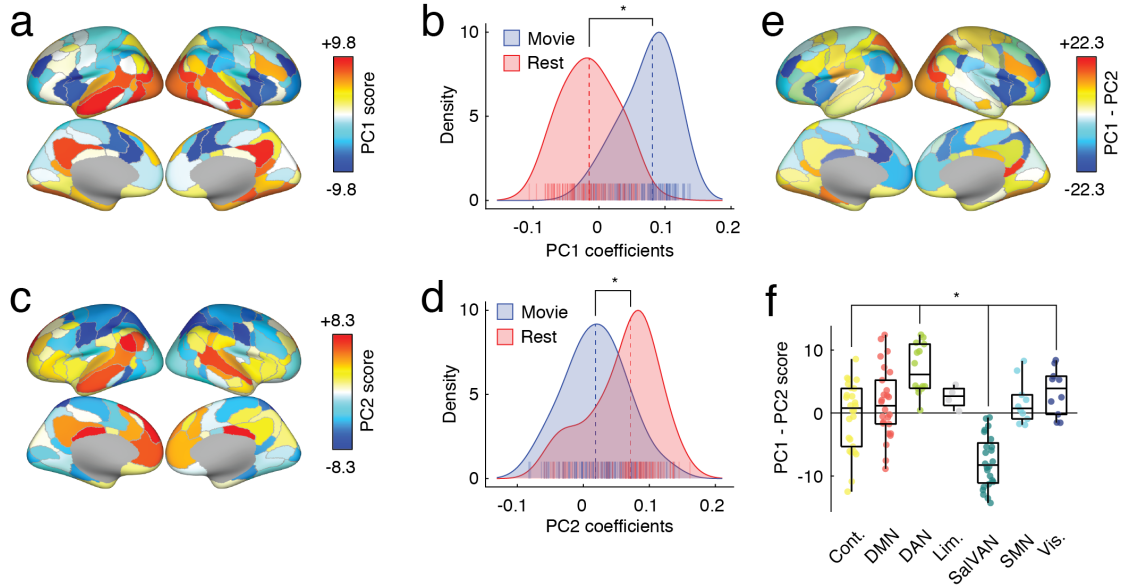 a
+9.8
PC1 score
-9.8
b
*
10
Movie
Rest
Density
5
0
-0.1
0
0.1
0.2
PC1 coefficients
e
+22.3
PC1 - PC2
-22.3
c
+8.3
PC2 score
-8.3
d
*
10
Movie
Rest
Density
5
0
-0.1
0
0.1
0.2
PC2 coefficients
f
*
10
PC1 - PC2 score
0
-10
Cont.
DMN
DAN
Lim.
SalVAN
SMN
Vis.